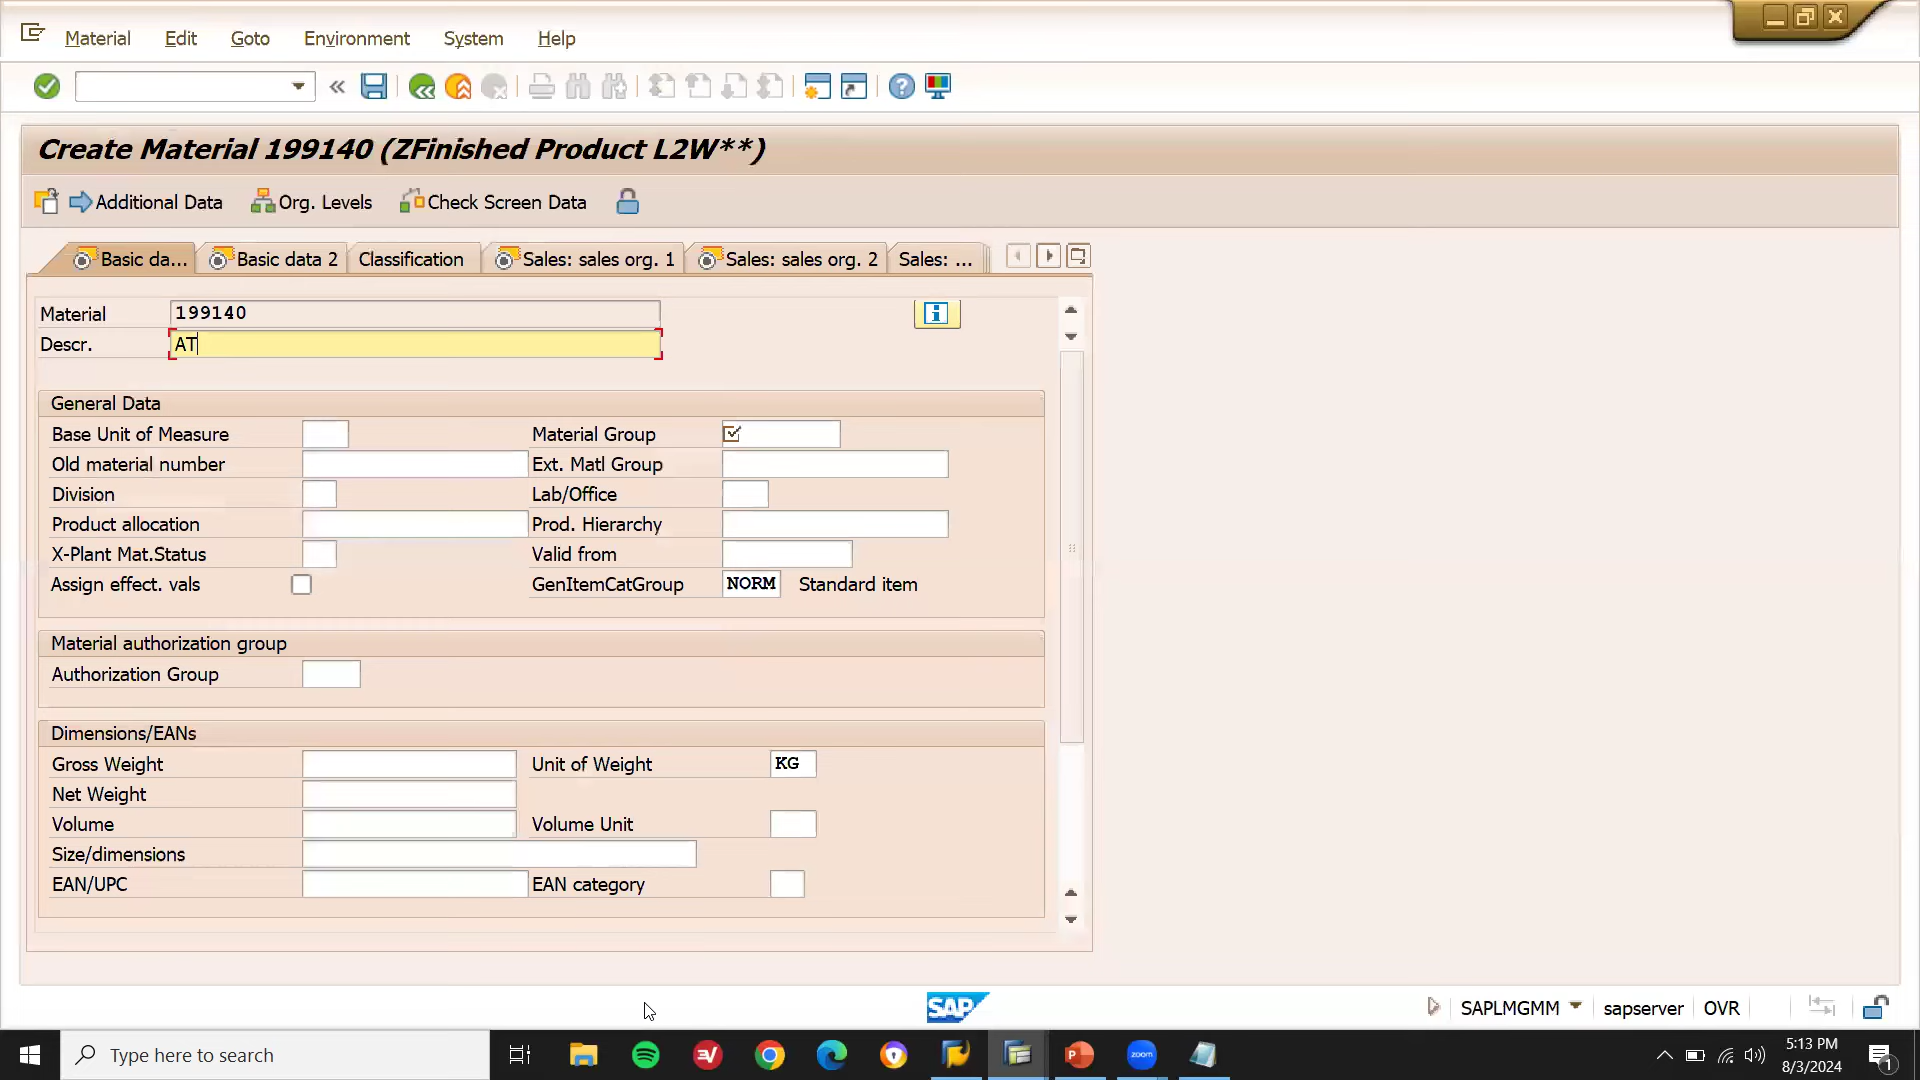 Material Edit Goto Environment System Help
Create Material 199140 (ZFinished Product L2W**)
Additional Data Org. Levels Check Screen Data
Basic da... Basic data 2 Classification Sales: sales org. 1 Sales: sales org. 2 Sales: ...
Material 199140
Descr. AT
General Data
Base Unit of Measure Material Group
Old material number Ext. Matl Group
Division Lab/Office
Product allocation Prod. Hierarchy
X-Plant Mat.Status Valid from
Assign effect. vals GenItemCatGroup NORM Standard item
Material authorization group
Authorization Group
Dimensions/EANs
Gross Weight Unit of Weight KG
Net Weight
Volume Volume Unit
Size/dimensions
EAN/UPC EAN category
SAP SAPLMGMM sapserver OVR
Type here to search zoom 5:13 PM
8/3/2024 1